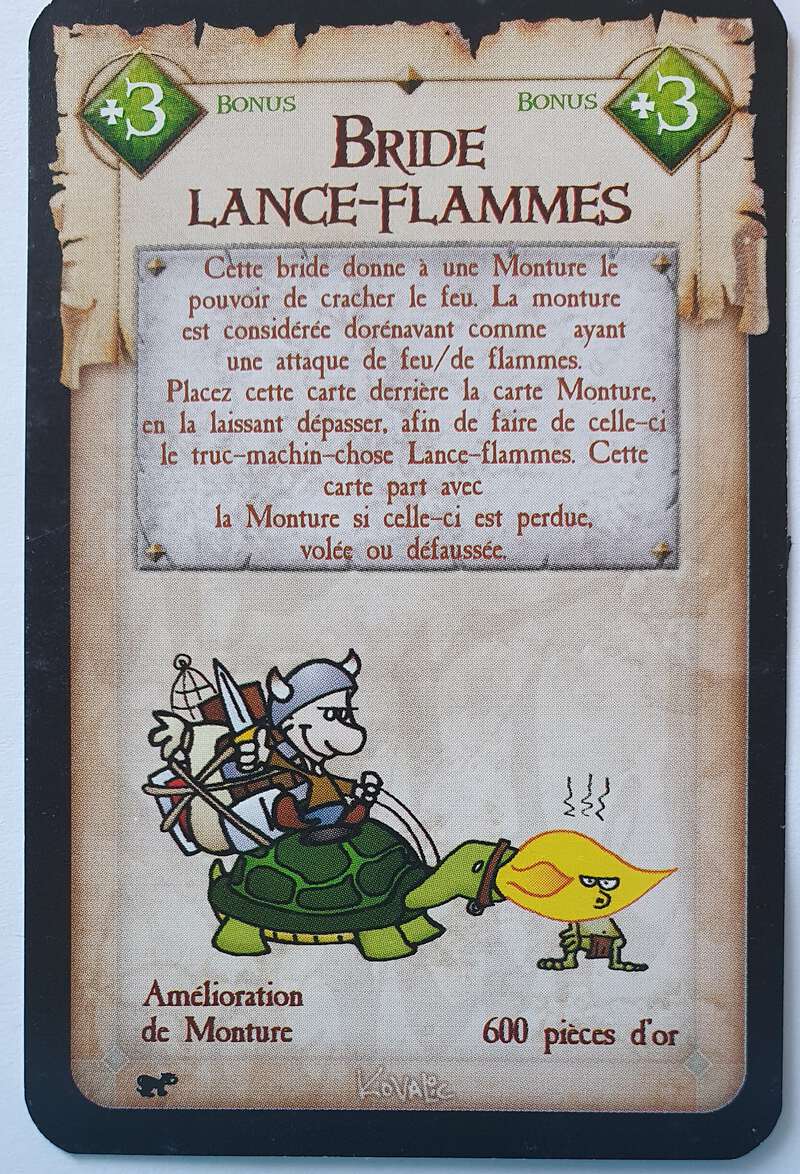 +3 BONUS BONUS +3
BRIDE
LANCE-FLAMMES
Cette bride donne à une Monture le
pouvoir de cracher le feu. La monture
est considérée dorénavant comme ayant
une attaque de feu/de flammes.
Placez cette carte derrière la carte Monture,
en la laissant dépasser, afin de faire de celle-ci
le truc-machin-chose Lance-flammes. Cette
carte part avec
la Monture si celle-ci est perdue,
volée ou défaussée.
Amélioration
de Monture
600 pièces d'or
KOVALIC